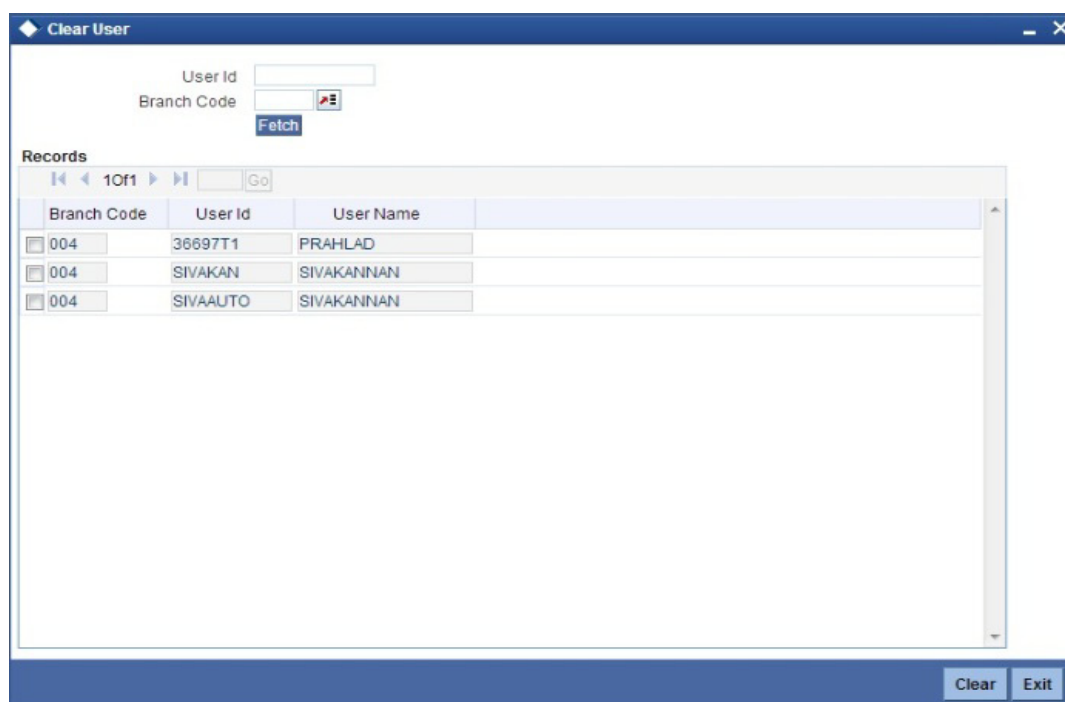 Clear User
User Id
Branch Code
Fetch
Records
1Of1 Go
Branch Code User Id User Name
004 36697T1 PRAHLAD
004 SIVAKAN SIVAKANNAN
004 SIVAAUTO SIVAKANNAN
Clear Exit